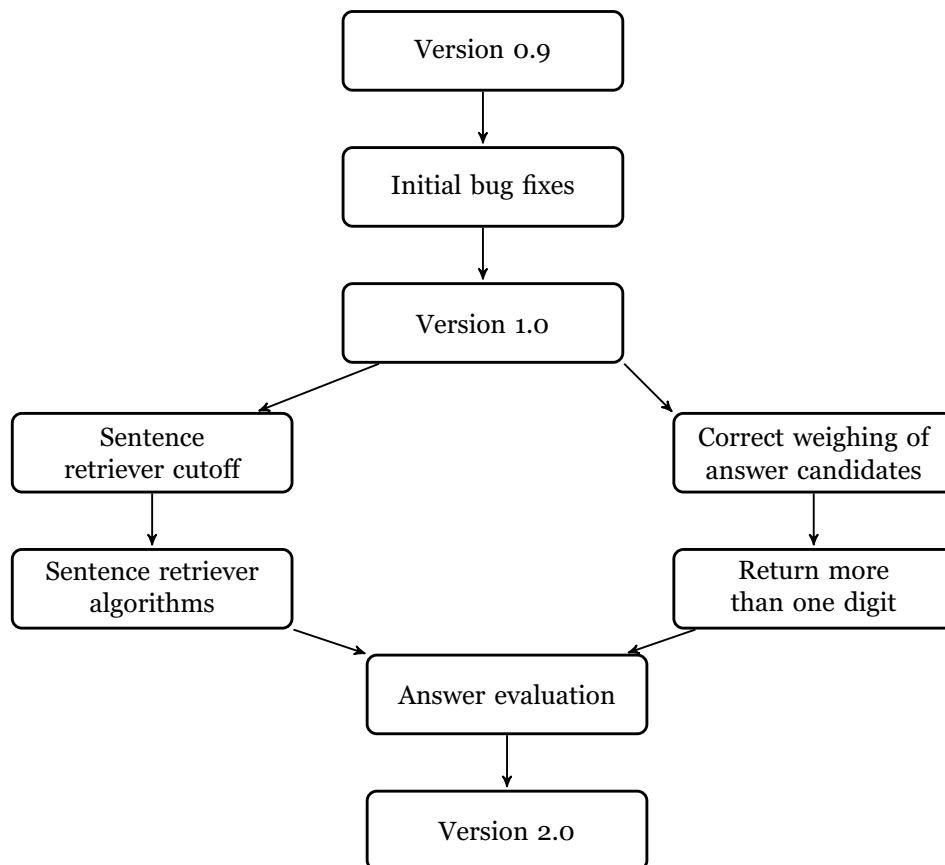 Version 0.9
Initial bug fixes
Version 1.0
Sentence
retriever cutoff
Correct weighing of
answer candidates
Sentence retriever
algorithms
Return more
than one digit
Answer evaluation
Version 2.0